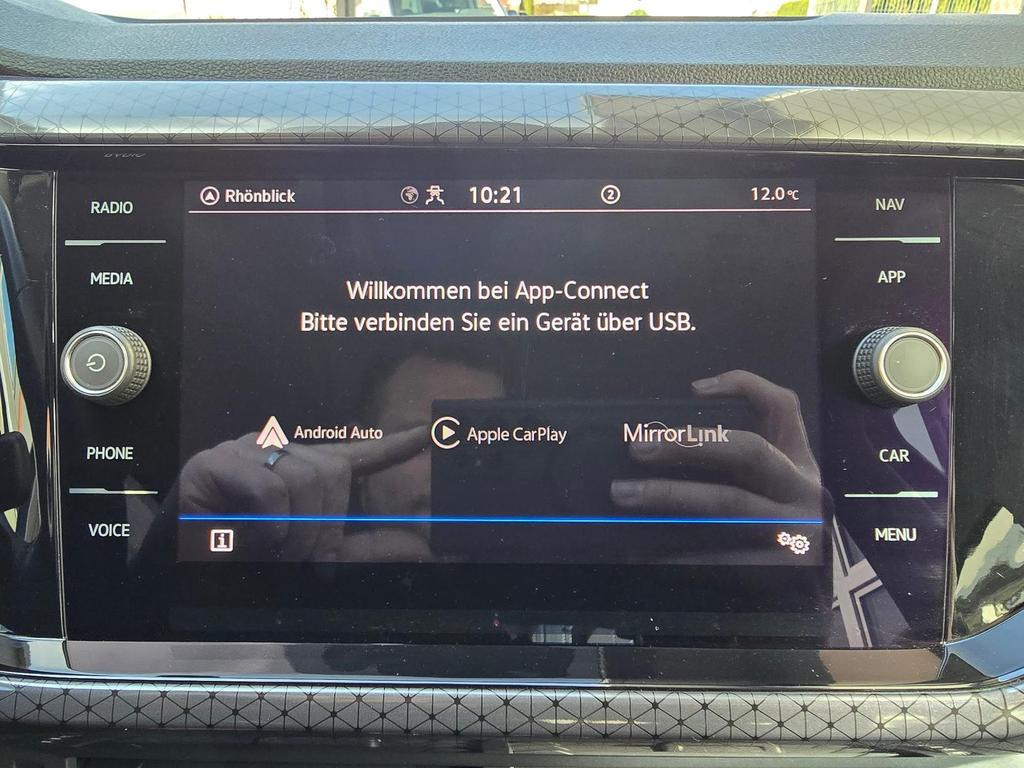 RADIO
MEDIA
PHONE
VOICE
Rhönblick
10:21
2
12.0°C
Willkommen bei App-Connect
Bitte verbinden Sie ein Gerät über USB.
Android Auto
Apple CarPlay
MirrorLink
i
NAV
APP
CAR
MENU